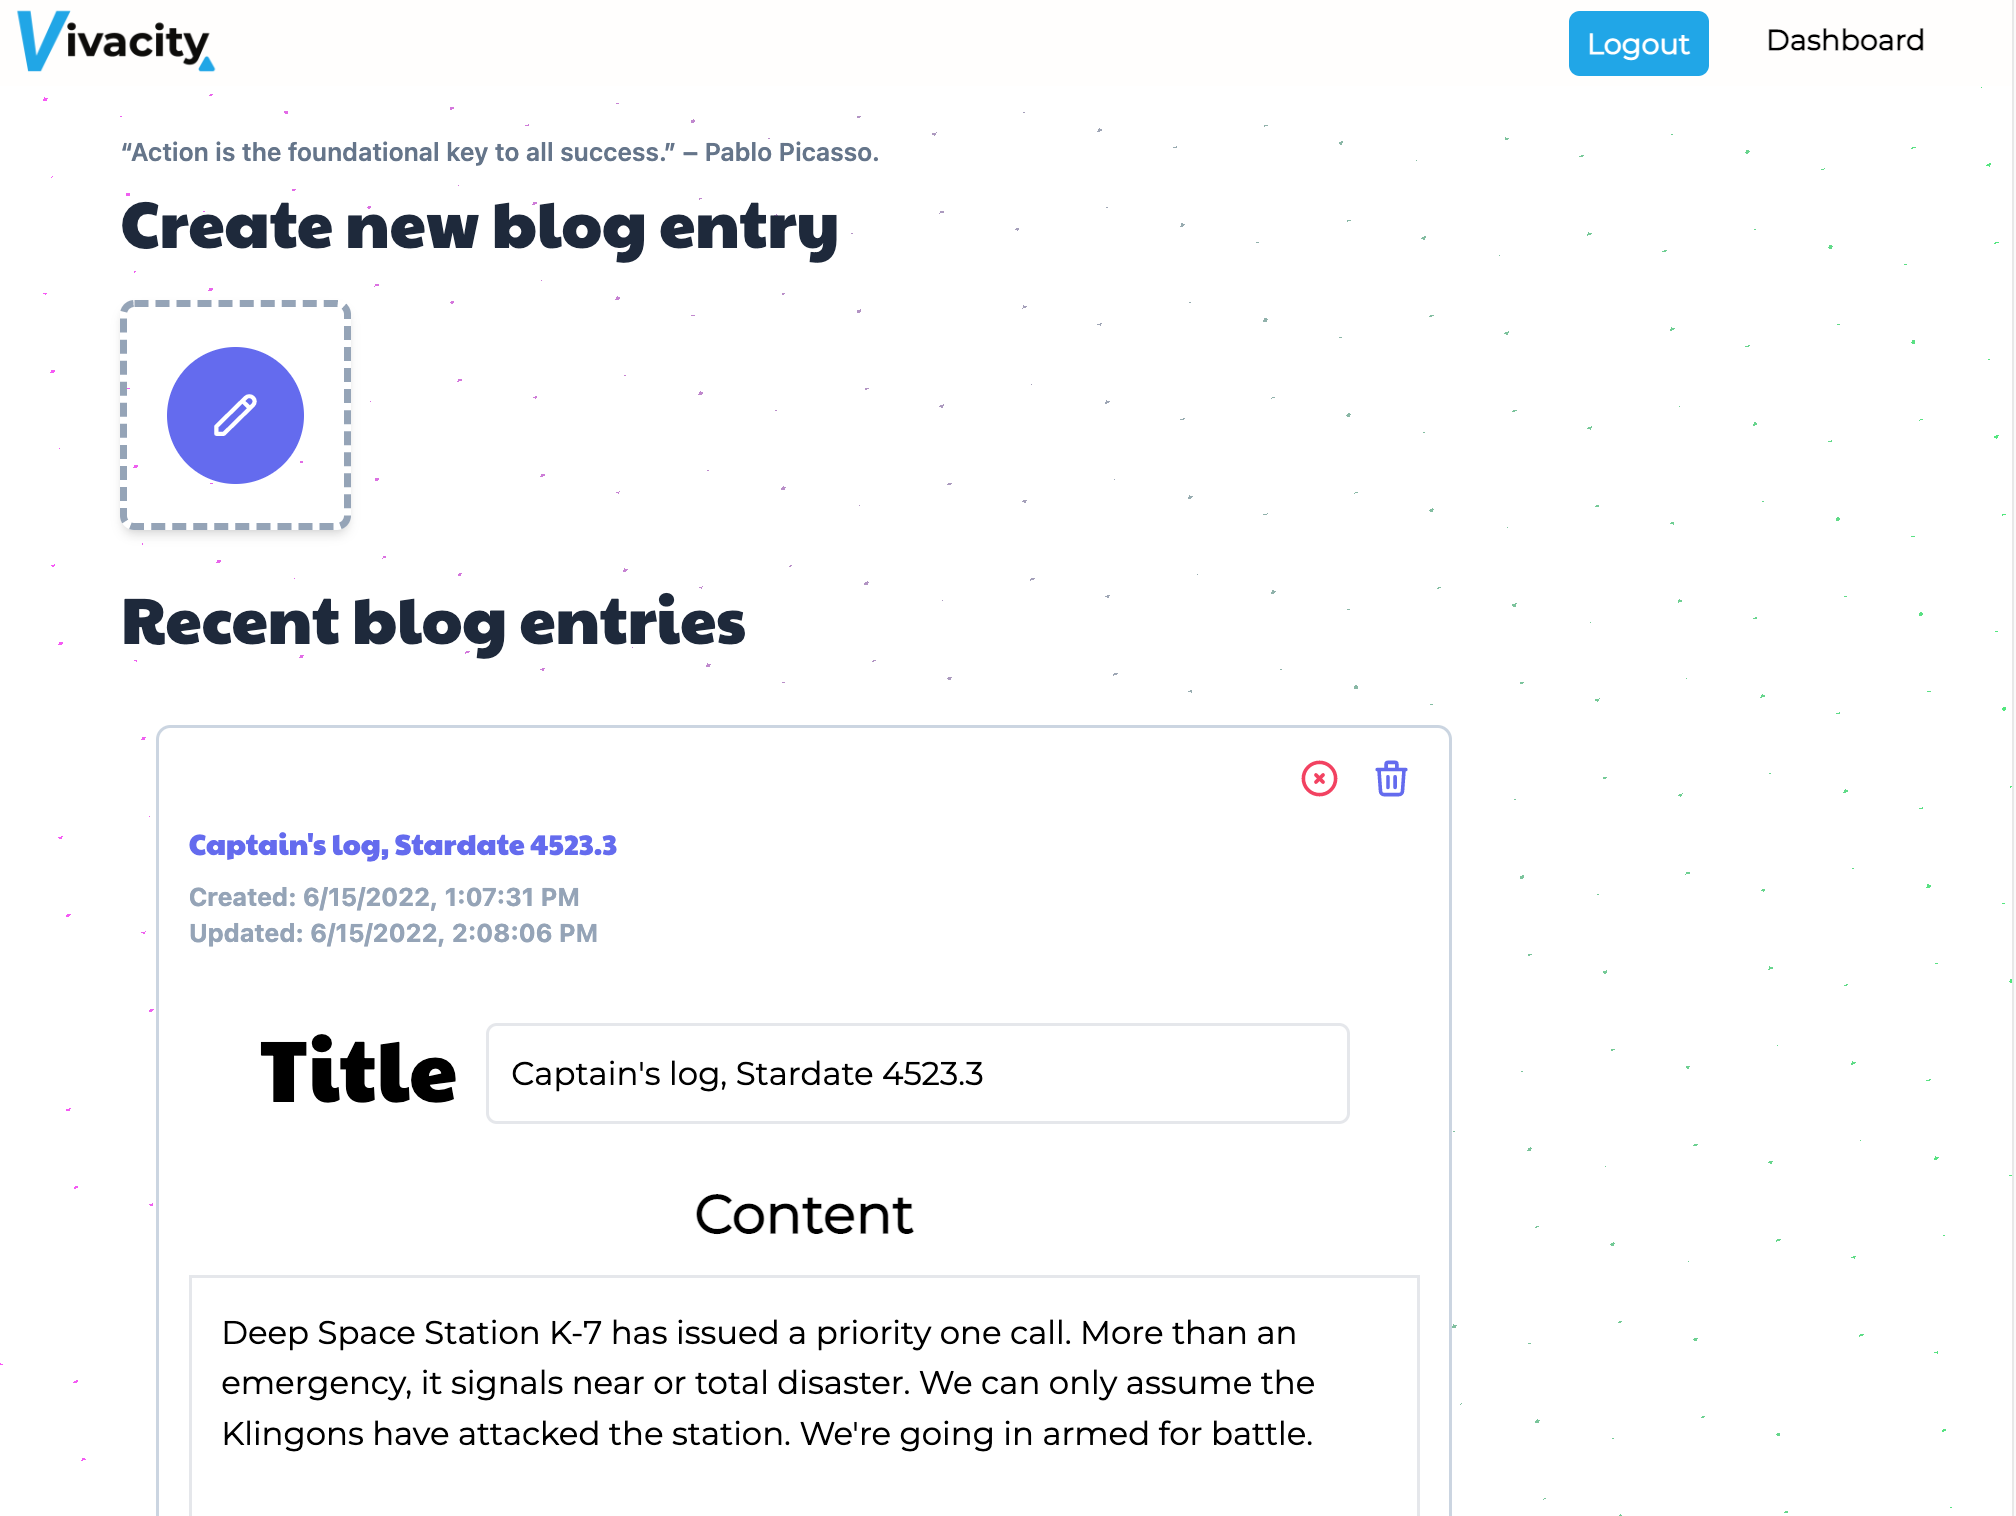 Vivacity
Logout
Dashboard
“Action is the foundational key to all success.” – Pablo Picasso.
Create new blog entry
Recent blog entries
Captain's log, Stardate 4523.3
Created: 6/15/2022, 1:07:31 PM
Updated: 6/15/2022, 2:08:06 PM
Title
Captain's log, Stardate 4523.3
Content
Deep Space Station K-7 has issued a priority one call. More than an
emergency, it signals near or total disaster. We can only assume the
Klingons have attacked the station. We're going in armed for battle.